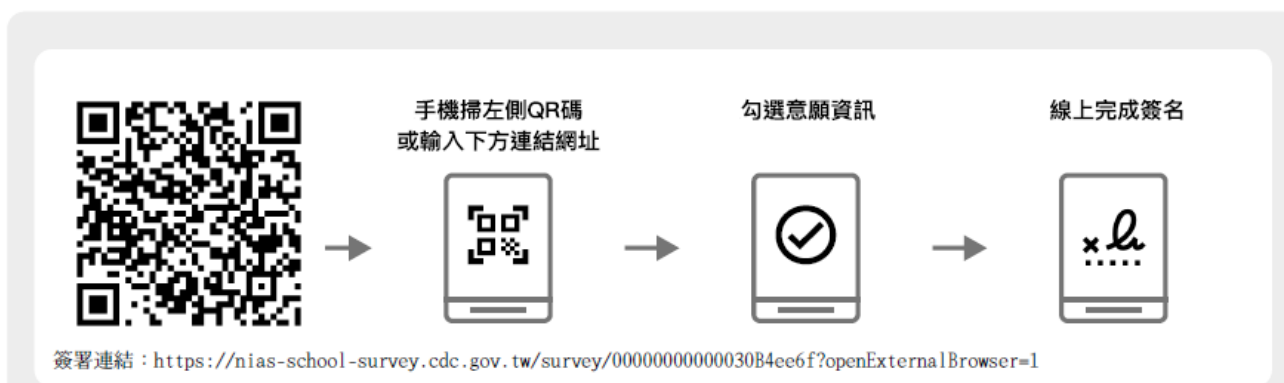 手機掃左側QR碼
或輸入下方連結網址
勾選意願資訊
線上完成簽名
簽署連結：https://nias-school-survey.cdc.gov.tw/survey/00000000000030B4ee6f?openExternalBrowser=1